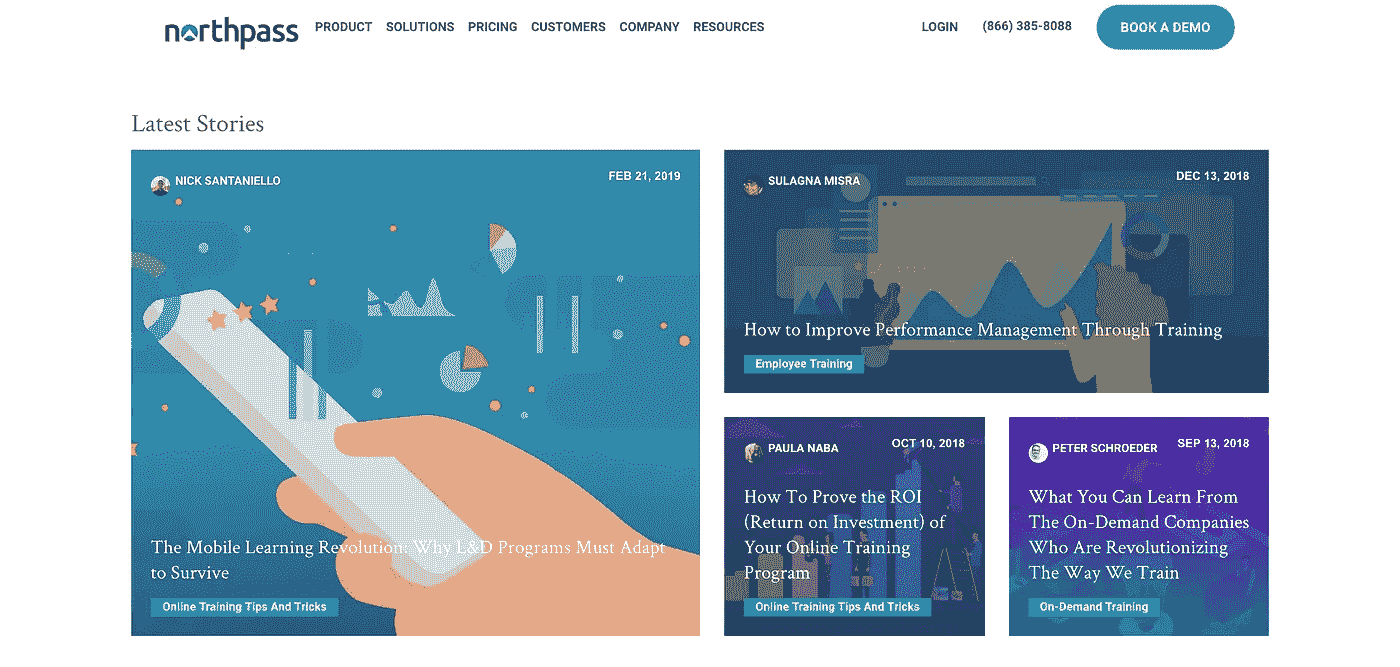 northpass
PRODUCT SOLUTIONS PRICING CUSTOMERS COMPANY RESOURCES
LOGIN (866) 385-8088 BOOK A DEMO
Latest Stories
NICK SANTANIELLO FEB 21, 2019
The Mobile Learning Revolution: Why L&D Programs Must Adapt
to Survive
Online Training Tips And Tricks
SULAGNA MISRA DEC 13, 2018
How to Improve Performance Management Through Training
Employee Training
PAULA NABA OCT 10, 2018
How To Prove the ROI
(Return on Investment) of
Your Online Training
Program
Online Training Tips And Tricks
PETER SCHROEDER SEP 13, 2018
What You Can Learn From
The On-Demand Companies
Who Are Revolutionizing
The Way We Train
On-Demand Training